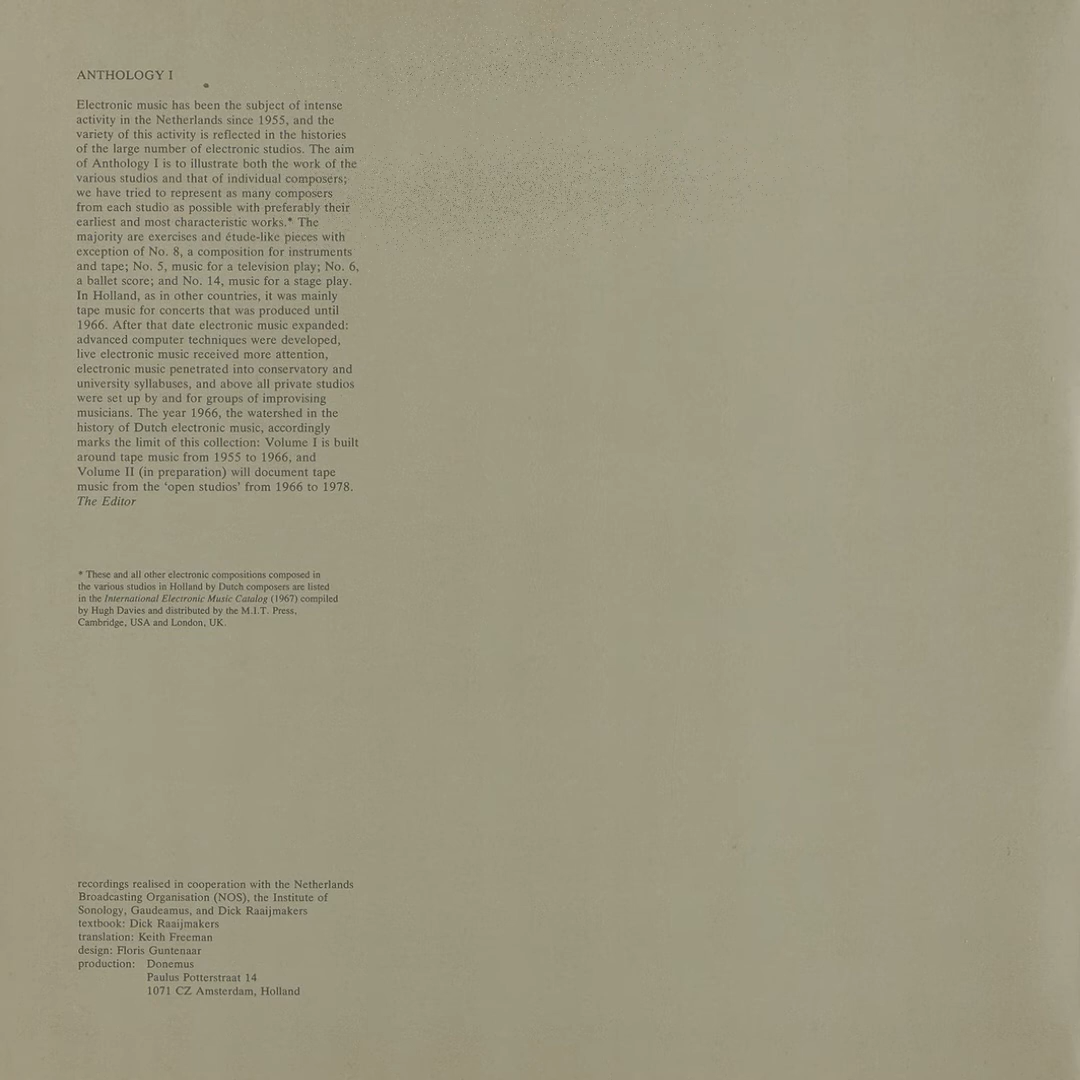 ANTHOLOGY I
Electronic music has been the subject of intense
activity in the Netherlands since 1955, and the
variety of this activity is reflected in the histories
of the large number of electronic studios. The aim
of Anthology I is to illustrate both the work of the
various studios and that of individual composers;
we have tried to represent as many composers
from each studio as possible with preferably their
earliest and most characteristic works.* The
majority are exercises and étude-like pieces with
exception of No. 8, a composition for instruments
and tape; No. 5, music for a television play; No. 6,
a ballet score; and No. 14, music for a stage play.
In Holland, as in other countries, it was mainly
tape music for concerts that was produced until
1966. After that date electronic music expanded:
advanced computer techniques were developed,
live electronic music received more attention,
electronic music penetrated into conservatory and
university syllabuses, and above all private studios
were set up by and for groups of improvising
musicians. The year 1966, the watershed in the
history of Dutch electronic music, accordingly
marks the limit of this collection: Volume I is built
around tape music from 1955 to 1966, and
Volume II (in preparation) will document tape
music from the ‘open studios’ from 1966 to 1978.
The Editor
* These and all other electronic compositions composed in
the various studios in Holland by Dutch composers are listed
in the International Electronic Music Catalog (1967) compiled
by Hugh Davies and distributed by the M.I.T. Press,
Cambridge, USA and London, UK.
recordings realised in cooperation with the Netherlands
Broadcasting Organisation (NOS), the Institute of
Sonology, Gaudeamus, and Dick Raaijmakers
textbook: Dick Raaijmakers
translation: Keith Freeman
design: Floris Guntenaar
production: Donemus
Paulus Potterstraat 14
1071 CZ Amsterdam, Holland